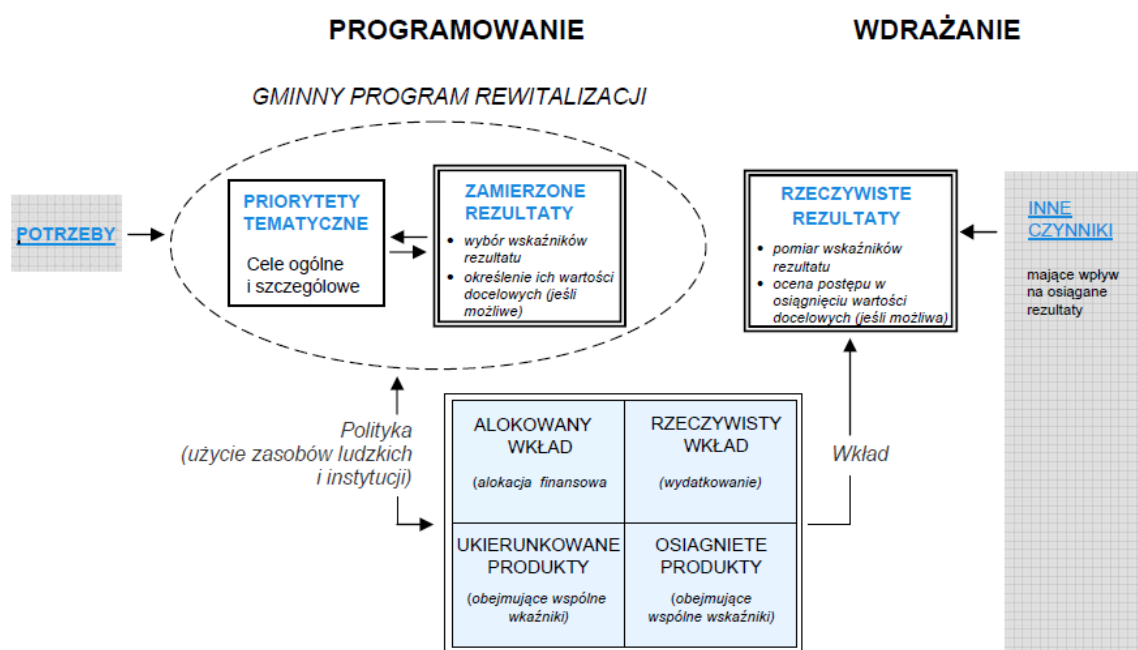 PROGRAMOWANIE
WDRAŻANIE
GMINNY PROGRAM REWITALIZACJI
POTRZEBY
PRIORYTETY
TEMATYCZNE
Cele ogólne
i szczegółowe
ZAMIERZONE
REZULTATY
• wybór wskaźników
rezultatu
• określenie ich wartości
docelowych (jeśli
możliwe)
RZECZYWISTE
REZULTATY
• pomiar wskaźników
rezultatu
• ocena postępu w
osiągnięciu wartości
docelowych (jeśli możliwa)
INNE
CZYNNIKI
mające wpływ
na osiągane
rezultaty
Polityka
(użycie zasobów ludzkich
i instytucji)
ALOKOWANY
WKŁAD
(alokacja finansowa
RZECZYWISTY
WKŁAD
(wydatkowanie)
Wkład
UKIERUNKOWANE
PRODUKTY
(obejmujące wspólne
wkaźniki)
OSIAGNIETE
PRODUKTY
(obejmujące
wspólne wskaźniki)